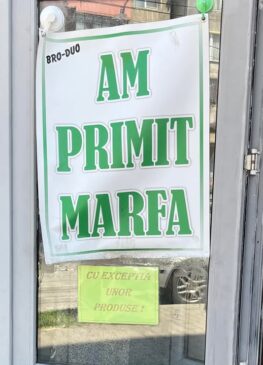 BRO-DUO
AM
PRIMIT
MARFA
CU EXCEPTIA
UNOR
PRODUSE !